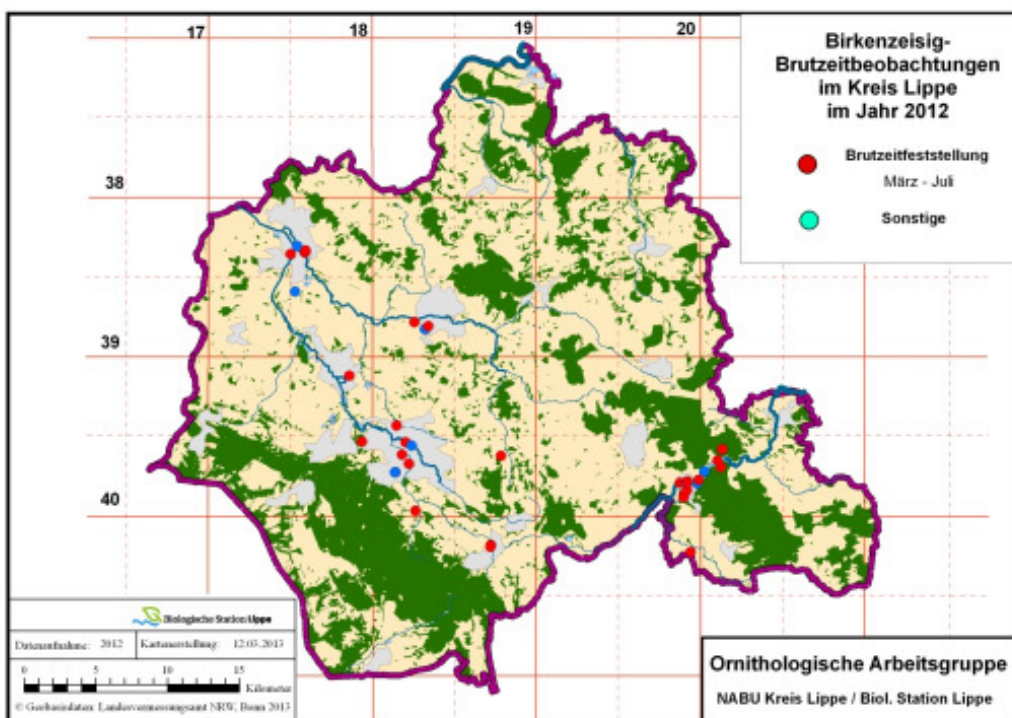 17
18
19
20
38
39
40
Birkenzeisig-
Brutzeitbeobachtungen
im Kreis Lippe
im Jahr 2012
Brutzeitfeststellung
März - Juli
Sonstige
Biologische Station Lippe
Datenaufnahme: 2012 Kartenerstellung: 12.03.2013
0 5 10 15
Kilometer
© Geobasisdaten: Landesvermessungsamt NRW, Bonn 2013
Ornithologische Arbeitsgruppe
NABU Kreis Lippe / Biol. Station Lippe